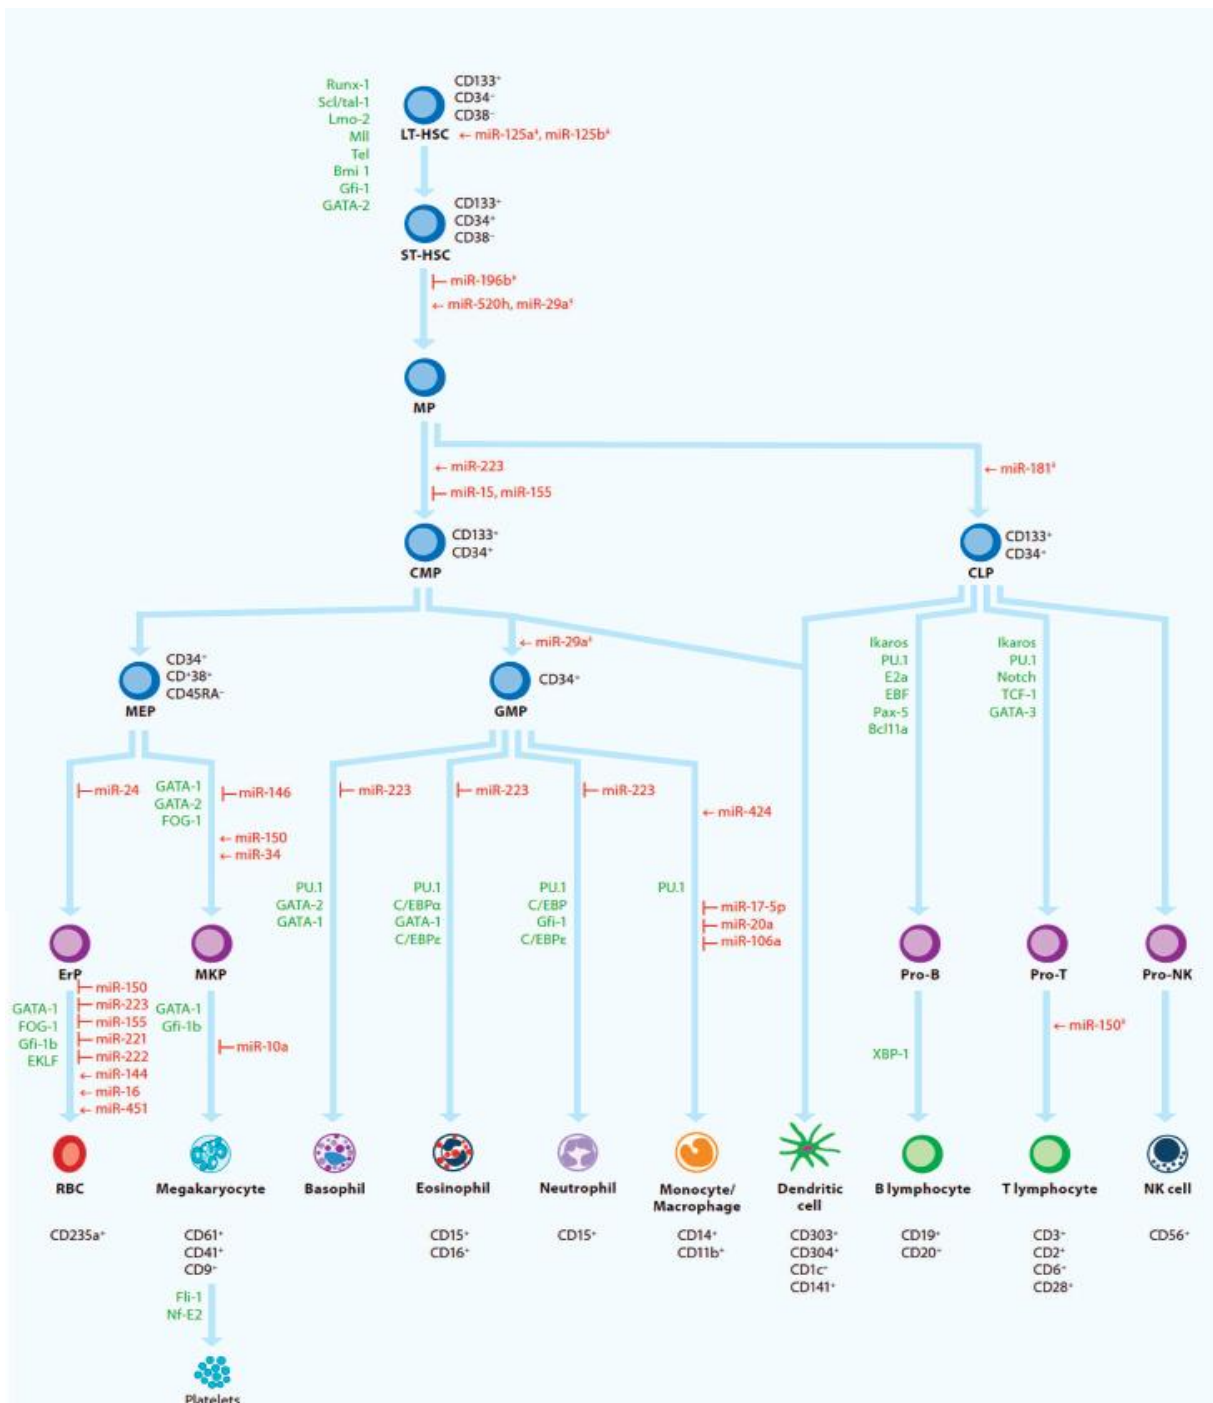 Runx-1
Scl/tal-1
Lmo-2
Mll
Tel
Bmi 1
Gfi-1
GATA-2
CD133⁺
CD34⁻
CD38⁻
LT-HSC
← miR-125a‡, miR-125b‡
CD133⁺
CD34⁺
CD38⁻
ST-HSC
miR-196b‡
← miR-520h, miR-29a‡
MP
← miR-223
miR-15, miR-155
← miR-181‡
CD133⁺
CD34⁺
CMP
CD133⁺
CD34⁺
CLP
← miR-29a‡
CD34⁺
CD⁺38⁺
CD45RA⁻
MEP
CD34⁺
GMP
Ikaros
PU.1
E2a
EBF
Pax-5
Bcl11a
Ikaros
PU.1
Notch
TCF-1
GATA-3
miR-24
GATA-1
GATA-2
FOG-1
miR-146
← miR-150
← miR-34
miR-223
miR-223
miR-223
← miR-424
PU.1
GATA-2
GATA-1
PU.1
C/EBPα
GATA-1
C/EBPε
PU.1
C/EBP
Gfi-1
C/EBPε
PU.1
miR-17-5p
miR-20a
miR-106a
ErP
MKP
Pro-B
Pro-T
Pro-NK
GATA-1
FOG-1
Gfi-1b
EKLF
miR-150
miR-223
miR-155
miR-221
miR-222
← miR-144
← miR-16
← miR-451
GATA-1
Gfi-1b
miR-10a
XBP-1
← miR-150‡
RBC
Megakaryocyte
Basophil
Eosinophil
Neutrophil
Monocyte/
Macrophage
Dendritic
cell
B lymphocyte
T lymphocyte
NK cell
CD235a⁺
CD61⁺
CD41⁺
CD9⁻
CD15⁺
CD16⁺
CD15⁺
CD14⁺
CD11b⁺
CD303⁺
CD304⁺
CD1c⁻
CD141⁺
CD19⁺
CD20⁺
CD3⁻
CD2⁺
CD6⁻
CD28⁺
CD56⁺
Fli-1
Nf-E2
Platelets